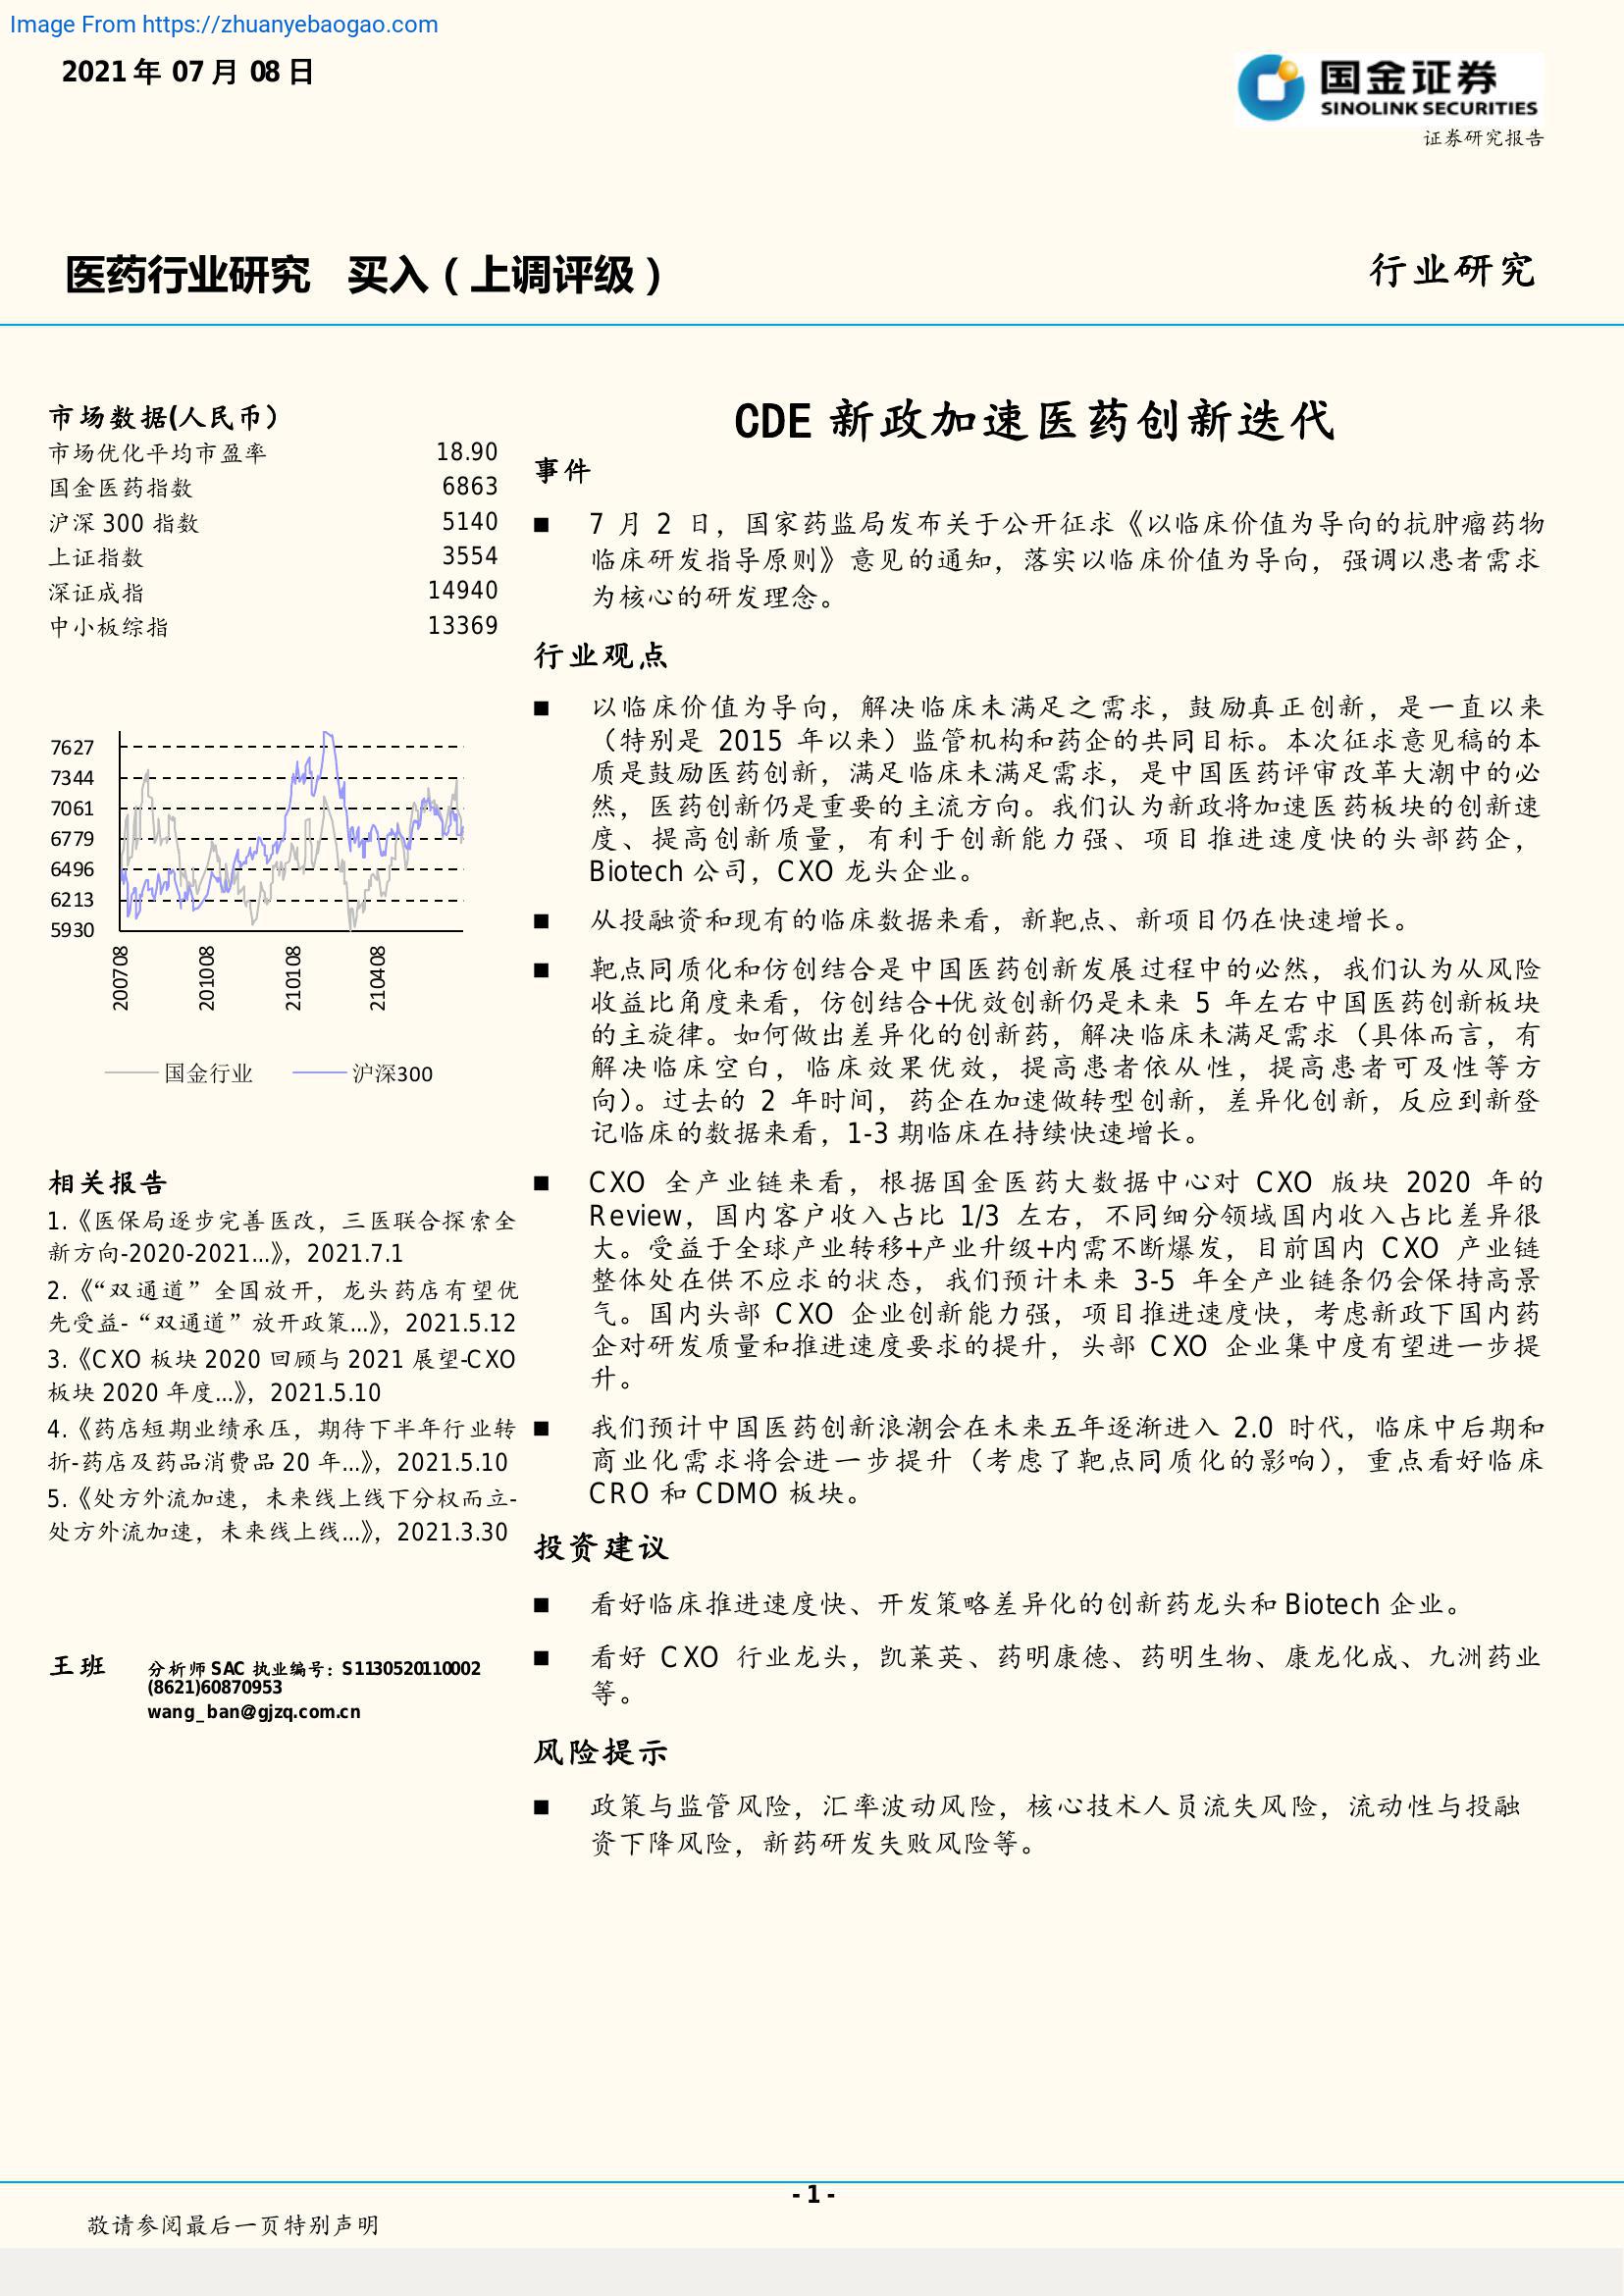 Image From https://zhuanyebaogao.com
2021 年 07 月 08 日
国金证券
SINOLINK SECURITIES
证券研究报告
医药行业研究 买入（上调评级）
行业研究
市场数据(人民币）
市场优化平均市盈率 18.90
国金医药指数 6863
沪深 300 指数 5140
上证指数 3554
深证成指 14940
中小板综指 13369
7627
7344
7061
6779
6496
6213
5930
200708
201008
210108
210408
国金行业 沪深300
相关报告
1.《医保局逐步完善医改，三医联合探索全
新方向-2020-2021...》，2021.7.1
2.《“双通道”全国放开，龙头药店有望优
先受益-“双通道”放开政策...》，2021.5.12
3.《CXO 板块 2020 回顾与 2021 展望-CXO
板块 2020 年度...》，2021.5.10
4.《药店短期业绩承压，期待下半年行业转
折-药店及药品消费品 20 年...》，2021.5.10
5.《处方外流加速，未来线上线下分权而立-
处方外流加速，未来线上线...》，2021.3.30
王班 分析师 SAC 执业编号：S1130520110002
(8621)60870953
wang_ban@gjzq.com.cn
CDE 新政加速医药创新迭代
事件
■ 7 月 2 日，国家药监局发布关于公开征求《以临床价值为导向的抗肿瘤药物
临床研发指导原则》意见的通知，落实以临床价值为导向，强调以患者需求
为核心的研发理念。
行业观点
■ 以临床价值为导向，解决临床未满足之需求，鼓励真正创新，是一直以来
（特别是 2015 年以来）监管机构和药企的共同目标。本次征求意见稿的本
质是鼓励医药创新，满足临床未满足需求，是中国医药评审改革大潮中的必
然，医药创新仍是重要的主流方向。我们认为新政将加速医药板块的创新速
度、提高创新质量，有利于创新能力强、项目推进速度快的头部药企，
Biotech 公司，CXO 龙头企业。
■ 从投融资和现有的临床数据来看，新靶点、新项目仍在快速增长。
■ 靶点同质化和仿创结合是中国医药创新发展过程中的必然，我们认为从风险
收益比角度来看，仿创结合+优效创新仍是未来 5 年左右中国医药创新板块
的主旋律。如何做出差异化的创新药，解决临床未满足需求（具体而言，有
解决临床空白，临床效果优效，提高患者依从性，提高患者可及性等方
向）。过去的 2 年时间，药企在加速做转型创新，差异化创新，反应到新登
记临床的数据来看，1-3 期临床在持续快速增长。
■ CXO 全产业链来看，根据国金医药大数据中心对 CXO 版块 2020 年的
Review，国内客户收入占比 1/3 左右，不同细分领域国内收入占比差异很
大。受益于全球产业转移+产业升级+内需不断爆发，目前国内 CXO 产业链
整体处在供不应求的状态，我们预计未来 3-5 年全产业链条仍会保持高景
气。国内头部 CXO 企业创新能力强，项目推进速度快，考虑新政下国内药
企对研发质量和推进速度要求的提升，头部 CXO 企业集中度有望进一步提
升。
■ 我们预计中国医药创新浪潮会在未来五年逐渐进入 2.0 时代，临床中后期和
商业化需求将会进一步提升（考虑了靶点同质化的影响），重点看好临床
CRO 和 CDMO 板块。
投资建议
■ 看好临床推进速度快、开发策略差异化的创新药龙头和 Biotech 企业。
■ 看好 CXO 行业龙头，凯莱英、药明康德、药明生物、康龙化成、九洲药业
等。
风险提示
■ 政策与监管风险，汇率波动风险，核心技术人员流失风险，流动性与投融
资下降风险，新药研发失败风险等。
- 1 -
敬请参阅最后一页特别声明